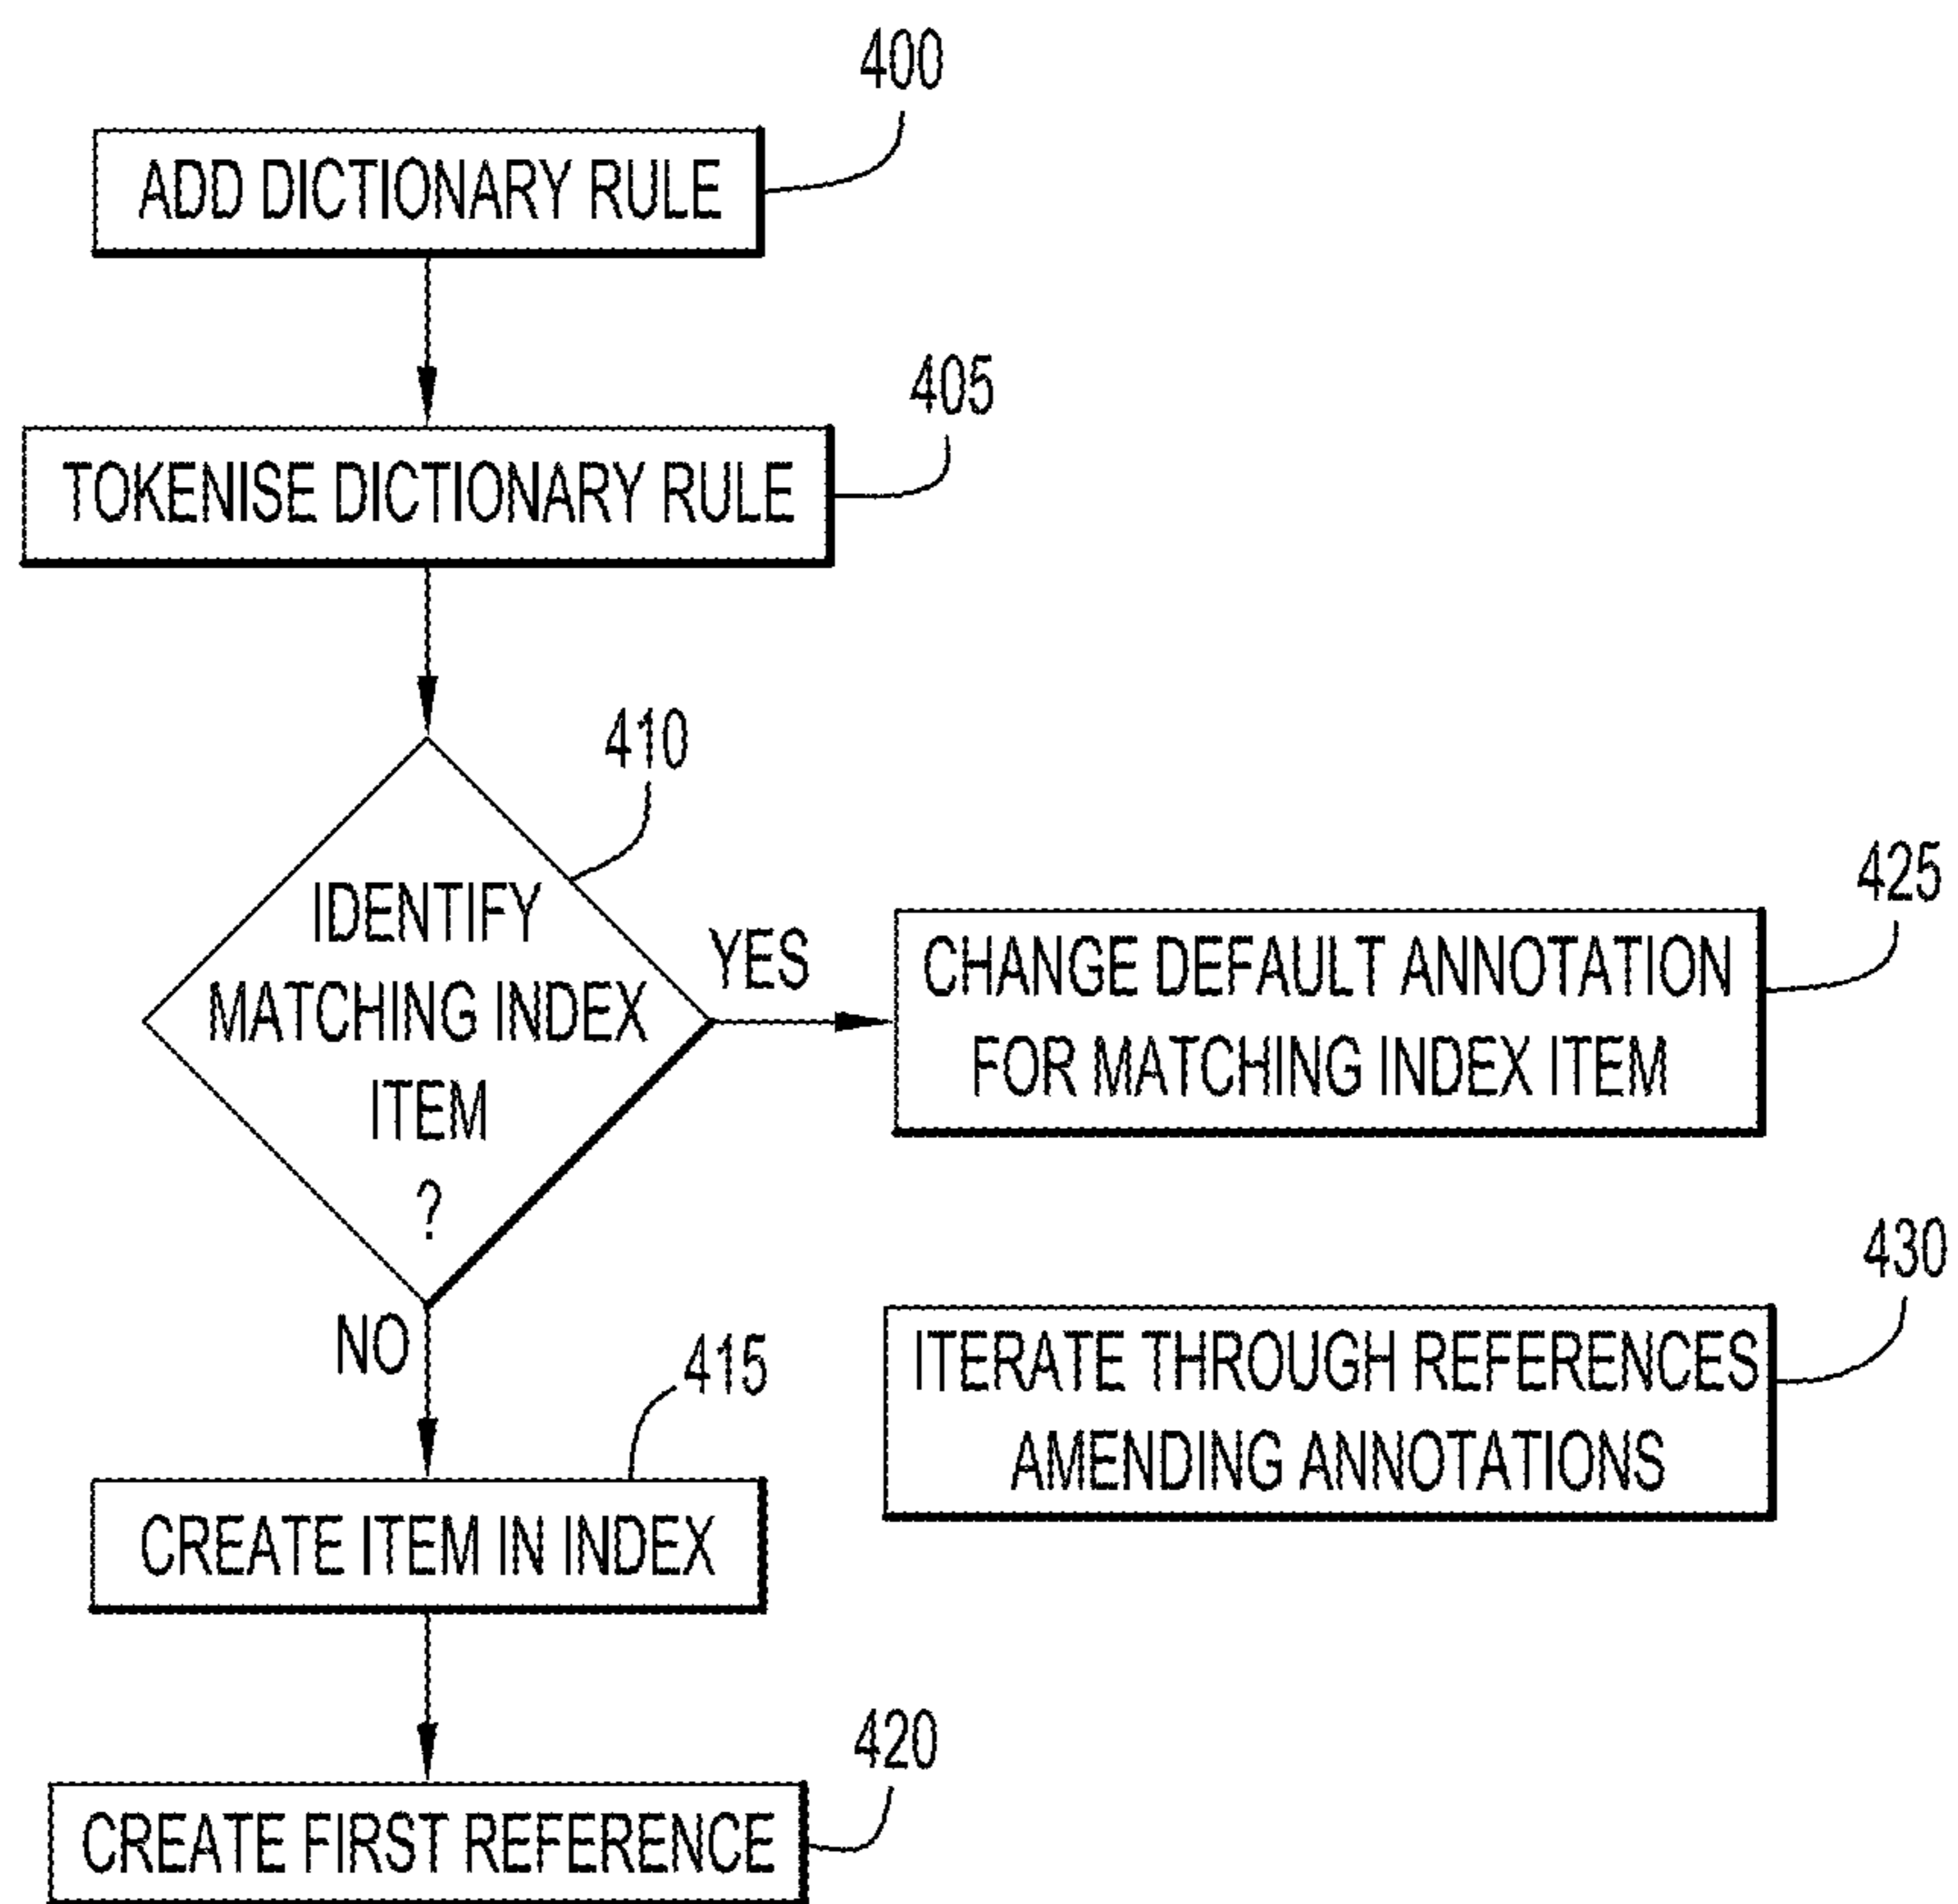 400
ADD DICTIONARY RULE
405
TOKENISE DICTIONARY RULE
410
IDENTIFY
MATCHING INDEX
ITEM
?
YES
425
CHANGE DEFAULT ANNOTATION
FOR MATCHING INDEX ITEM
430
ITERATE THROUGH REFERENCES
AMENDING ANNOTATIONS
NO
415
CREATE ITEM IN INDEX
420
CREATE FIRST REFERENCE